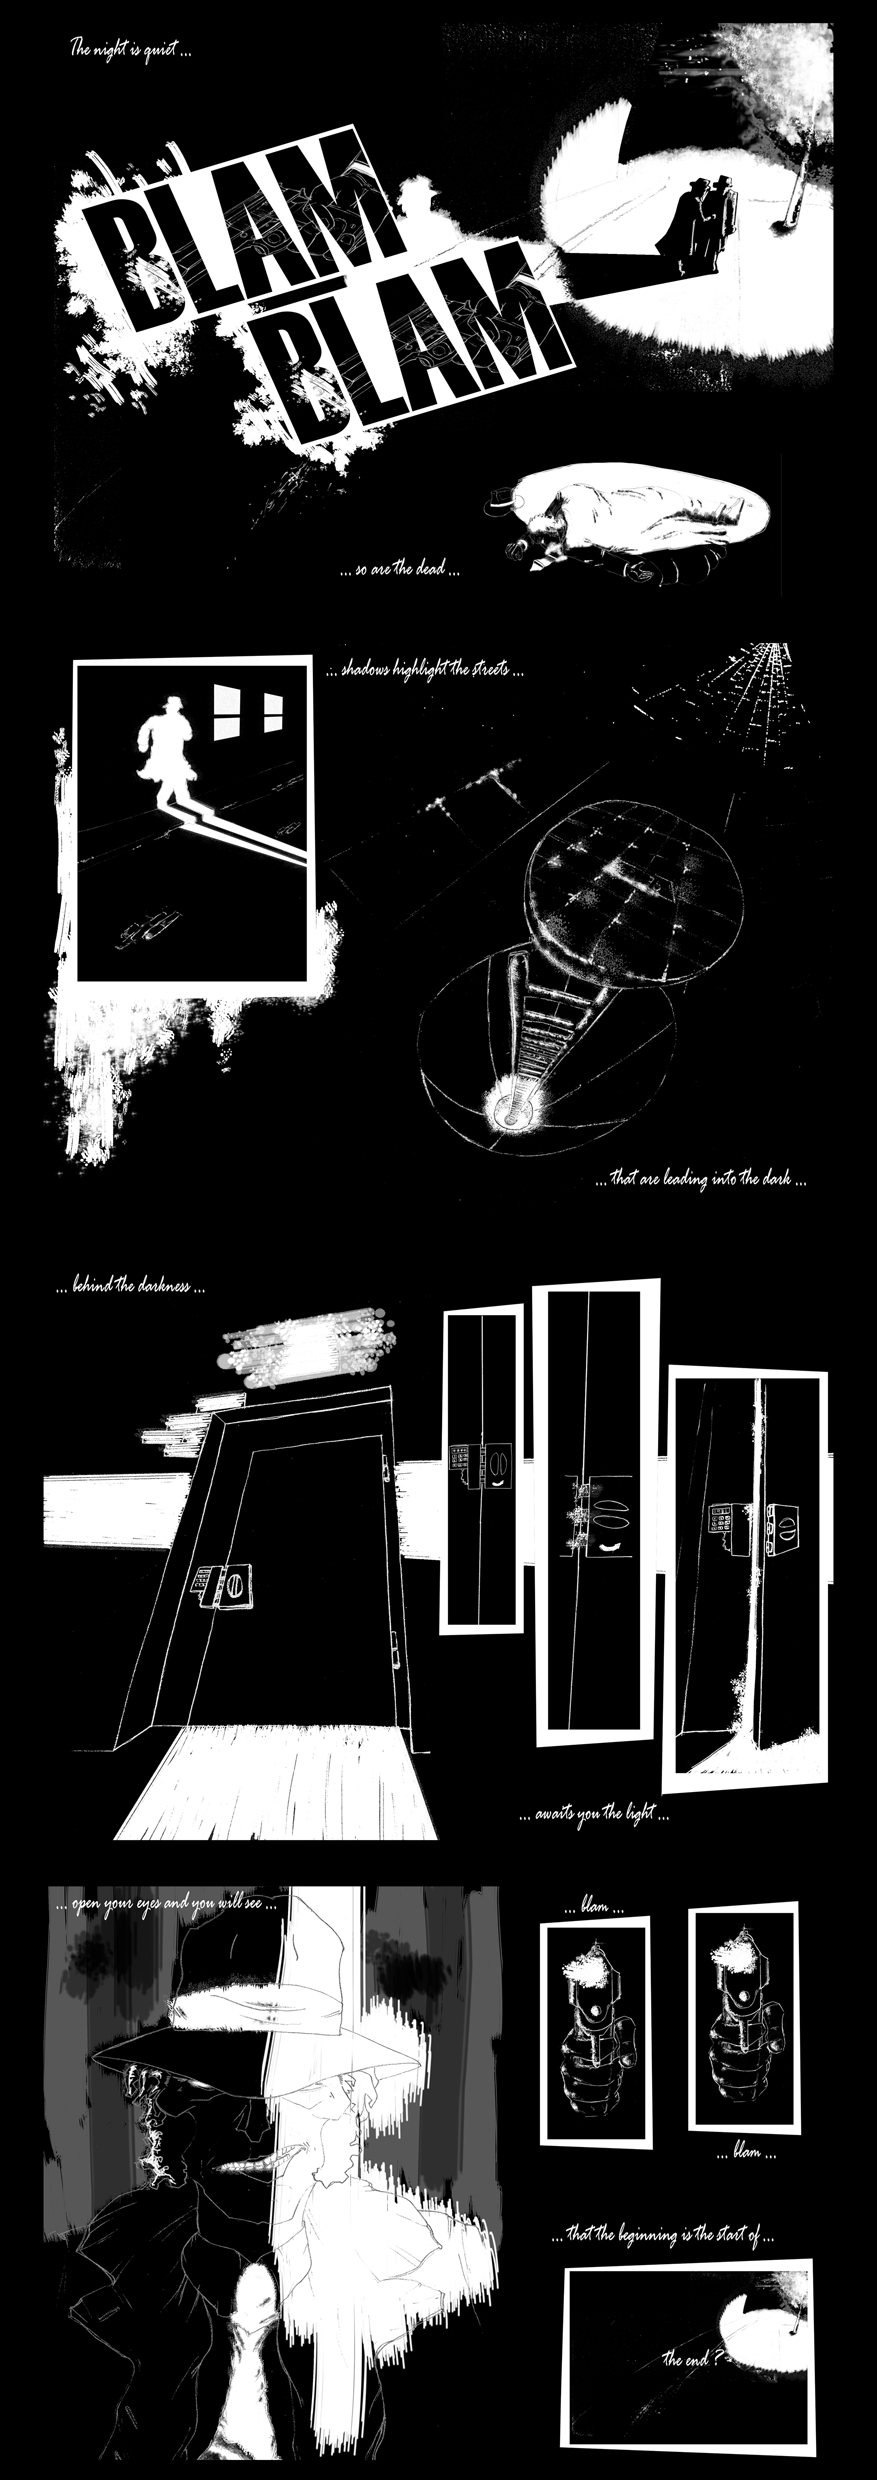 The night is quiet ...
BLAM
BLAM
... so are the dead ...
... shadows highlight the streets ...
... that are leading into the dark ...
... behind the darkness ...
... awaits you the light ...
... open your eyes and you will see ...
... blam ...
... blam ...
... that the beginning is the start of ...
the end ?